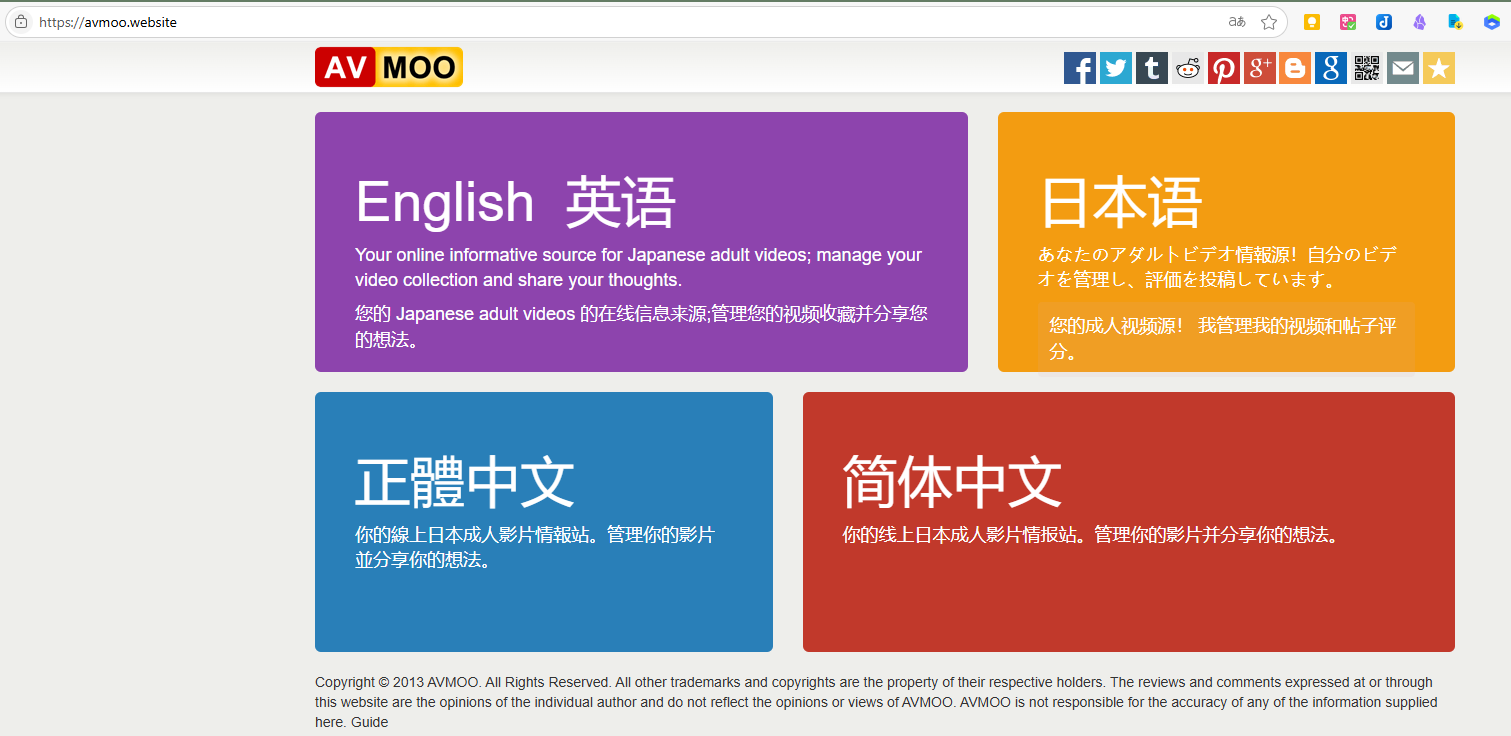 https://avmoo.website
aあ
AV MOO
English 英语
Your online informative source for Japanese adult videos; manage your
video collection and share your thoughts.
您的 Japanese adult videos 的在线信息来源;管理您的视频收藏并分享您
的想法。
日本语
あなたのアダルトビデオ情報源！自分のビデ
オを管理し、評価を投稿しています。
您的成人视频源！ 我管理我的视频和帖子评
分。
正體中文
你的線上日本成人影片情報站。管理你的影片
並分享你的想法。
简体中文
你的线上日本成人影片情报站。管理你的影片并分享你的想法。
Copyright © 2013 AVMOO. All Rights Reserved. All other trademarks and copyrights are the property of their respective holders. The reviews and comments expressed at or through
this website are the opinions of the individual author and do not reflect the opinions or views of AVMOO. AVMOO is not responsible for the accuracy of any of the information supplied
here. Guide